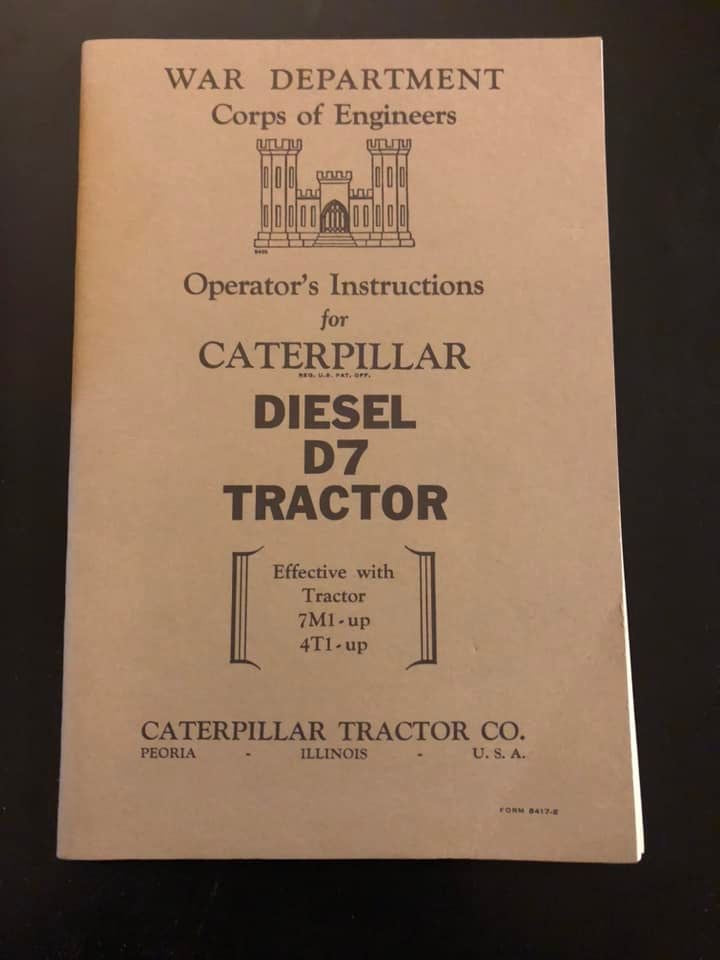 WAR DEPARTMENT
Corps of Engineers
Operator's Instructions
for
CATERPILLAR
REG. U.S. PAT. OFF.
DIESEL
D7
TRACTOR
Effective with
Tractor
7M1-up
4T1-up
CATERPILLAR TRACTOR CO.
PEORIA - ILLINOIS - U. S. A.